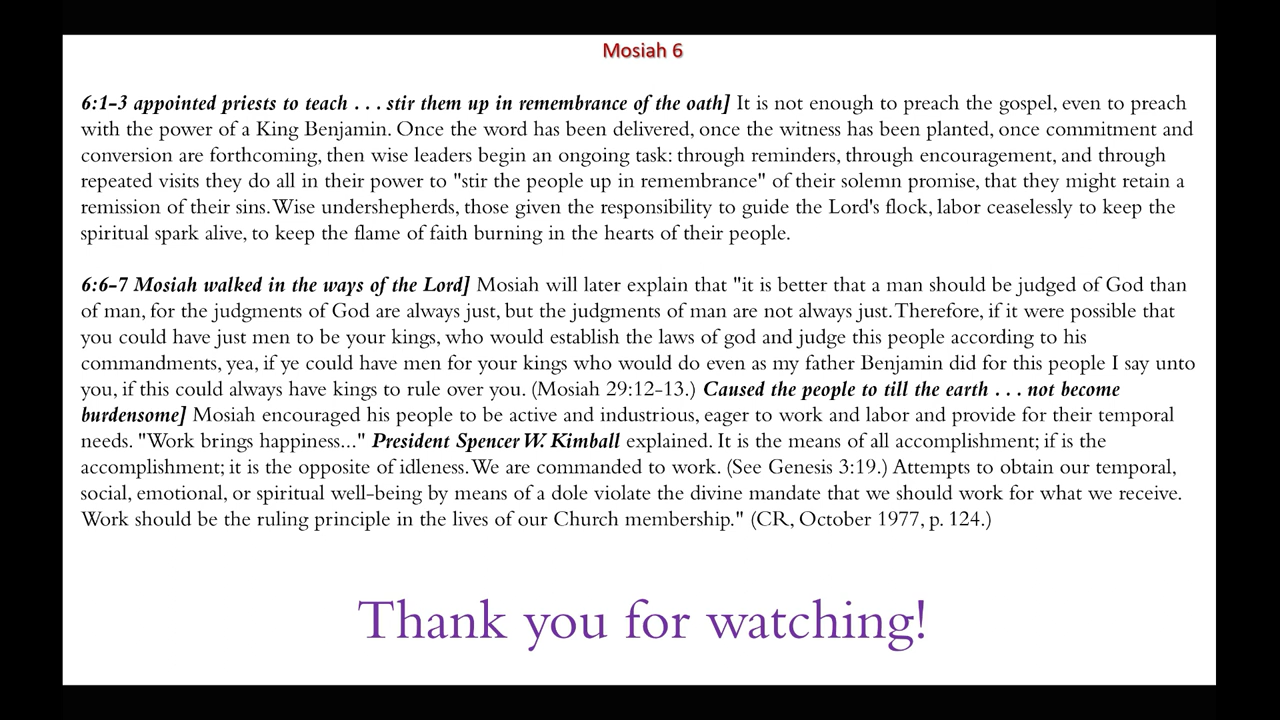 Mosiah 6
6:1-3 appointed priests to teach . . . stir them up in remembrance of the oath] It is not enough to preach the gospel, even to preach
with the power of a King Benjamin. Once the word has been delivered, once the witness has been planted, once commitment and
conversion are forthcoming, then wise leaders begin an ongoing task: through reminders, through encouragement, and through
repeated visits they do all in their power to "stir the people up in remembrance" of their solemn promise, that they might retain a
remission of their sins. Wise undershepherds, those given the responsibility to guide the Lord's flock, labor ceaselessly to keep the
spiritual spark alive, to keep the flame of faith burning in the hearts of their people.
6:6-7 Mosiah walked in the ways of the Lord] Mosiah will later explain that "it is better that a man should be judged of God than
of man, for the judgments of God are always just, but the judgments of man are not always just. Therefore, if it were possible that
you could have just men to be your kings, who would establish the laws of god and judge this people according to his
commandments, yea, if ye could have men for your kings who would do even as my father Benjamin did for this people I say unto
you, if this could always have kings to rule over you. (Mosiah 29:12-13.) Caused the people to till the earth . . . not become
burdensome] Mosiah encouraged his people to be active and industrious, eager to work and labor and provide for their temporal
needs. "Work brings happiness..." President Spencer W. Kimball explained. It is the means of all accomplishment; if is the
accomplishment; it is the opposite of idleness. We are commanded to work. (See Genesis 3:19.) Attempts to obtain our temporal,
social, emotional, or spiritual well-being by means of a dole violate the divine mandate that we should work for what we receive.
Work should be the ruling principle in the lives of our Church membership." (CR, October 1977, p. 124.)
Thank you for watching!